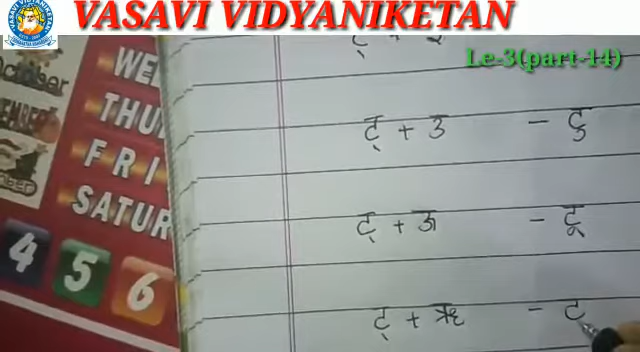 VASAVI VIDYANIKETAN
Le-3(part-14)
WE
THU
FRI
SATUR
4 5 6
ट् + उ - टु
ट् + ऊ - टू
ट् + ऋ - ट